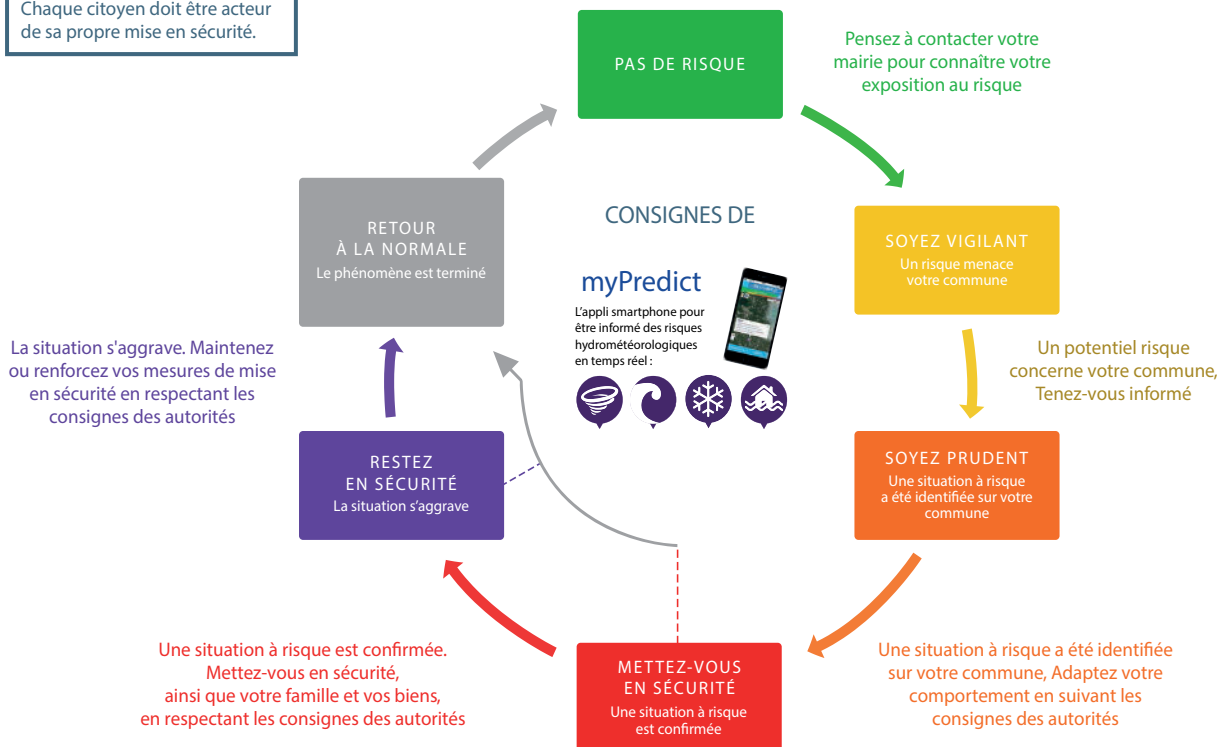 Chaque citoyen doit être acteur
de sa propre mise en sécurité.
PAS DE RISQUE
Pensez à contacter votre
mairie pour connaître votre
exposition au risque
SOYEZ VIGILANT
Un risque menace
votre commune
Un potentiel risque
concerne votre commune,
Tenez-vous informé
SOYEZ PRUDENT
Une situation à risque
a été identifiée sur votre
commune
Une situation à risque a été identifiée
sur votre commune, Adaptez votre
comportement en suivant les
consignes des autorités
METTEZ-VOUS
EN SÉCURITÉ
Une situation à risque
est confirmée
Une situation à risque est confirmée.
Mettez-vous en sécurité,
ainsi que votre famille et vos biens,
en respectant les consignes des autorités
RESTEZ
EN SÉCURITÉ
La situation s’aggrave
La situation s'aggrave. Maintenez
ou renforcez vos mesures de mise
en sécurité en respectant les
consignes des autorités
RETOUR
À LA NORMALE
Le phénomène est terminé
CONSIGNES DE
myPredict
L’appli smartphone pour
être informé des risques
hydrométéorologiques
en temps réel :